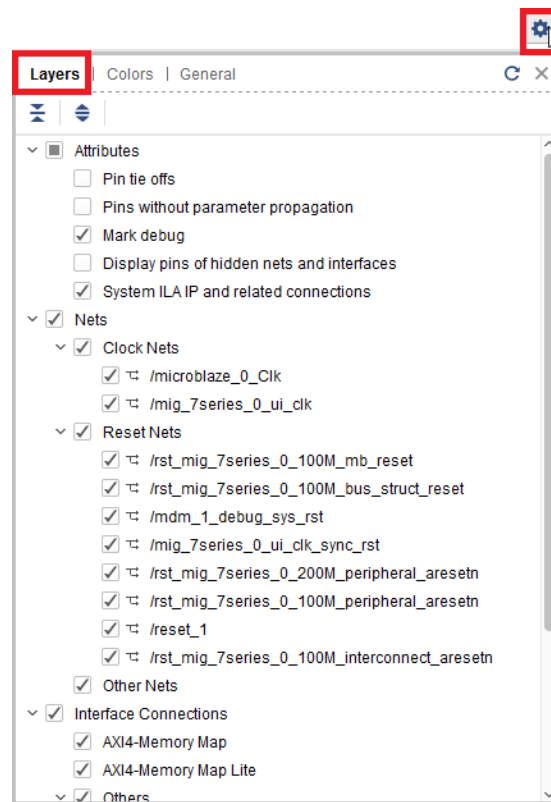 Layers | Colors | General
Attributes
Pin tie offs
Pins without parameter propagation
Mark debug
Display pins of hidden nets and interfaces
System ILA IP and related connections
Nets
Clock Nets
/microblaze_0_Clk
/mig_7series_0_ui_clk
Reset Nets
/rst_mig_7series_0_100M_mb_reset
/rst_mig_7series_0_100M_bus_struct_reset
/mdm_1_debug_sys_rst
/mig_7series_0_ui_clk_sync_rst
/rst_mig_7series_0_200M_peripheral_aresetn
/rst_mig_7series_0_100M_peripheral_aresetn
/reset_1
/rst_mig_7series_0_100M_interconnect_aresetn
Other Nets
Interface Connections
AXI4-Memory Map
AXI4-Memory Map Lite
Others